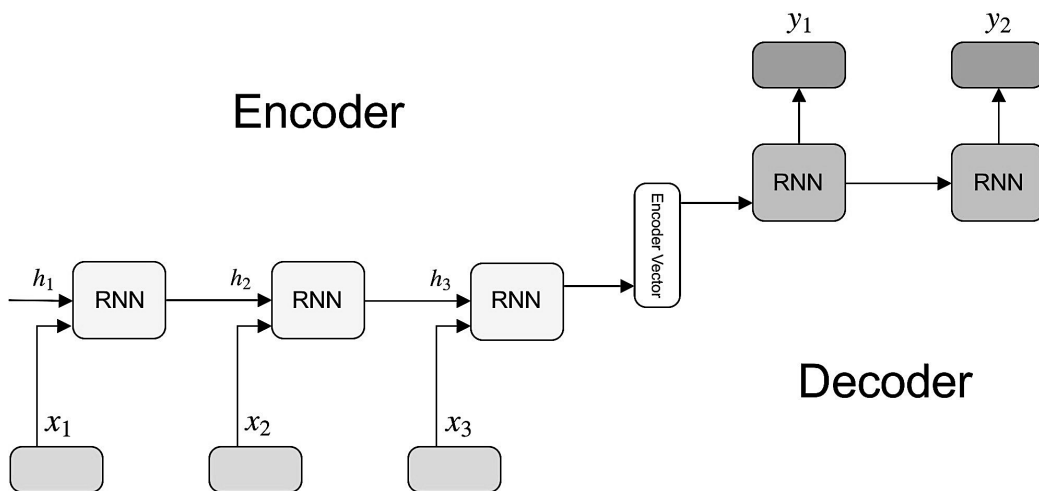 y₁
y₂
Encoder
RNN
RNN
Encoder Vector
h₁
h₂
h₃
RNN
RNN
RNN
Decoder
x₁
x₂
x₃